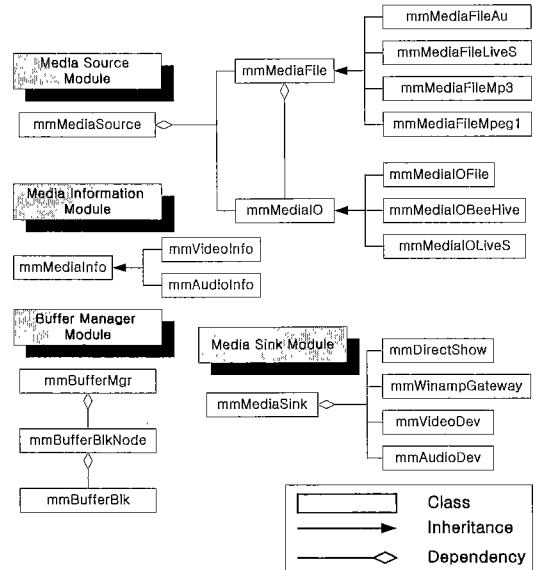 mmMediaFileAu
mmMediaFileLiveS
mmMediaFileMp3
mmMediaFileMpeg1
Media Source
Module
mmMediaFile
mmMediaSource
mmMediaIO
mmMediaIOFile
mmMediaIOBeeHive
mmMediaIOLiveS
Media Information
Module
mmMediaInfo
mmVideoInfo
mmAudioInfo
Buffer Manager
Module
mmBufferMgr
mmBufferBlkNode
mmBufferBlk
Media Sink Module
mmMediaSink
mmDirectShow
mmWinampGateway
mmVideoDev
mmAudioDev
Class
Inheritance
Dependency